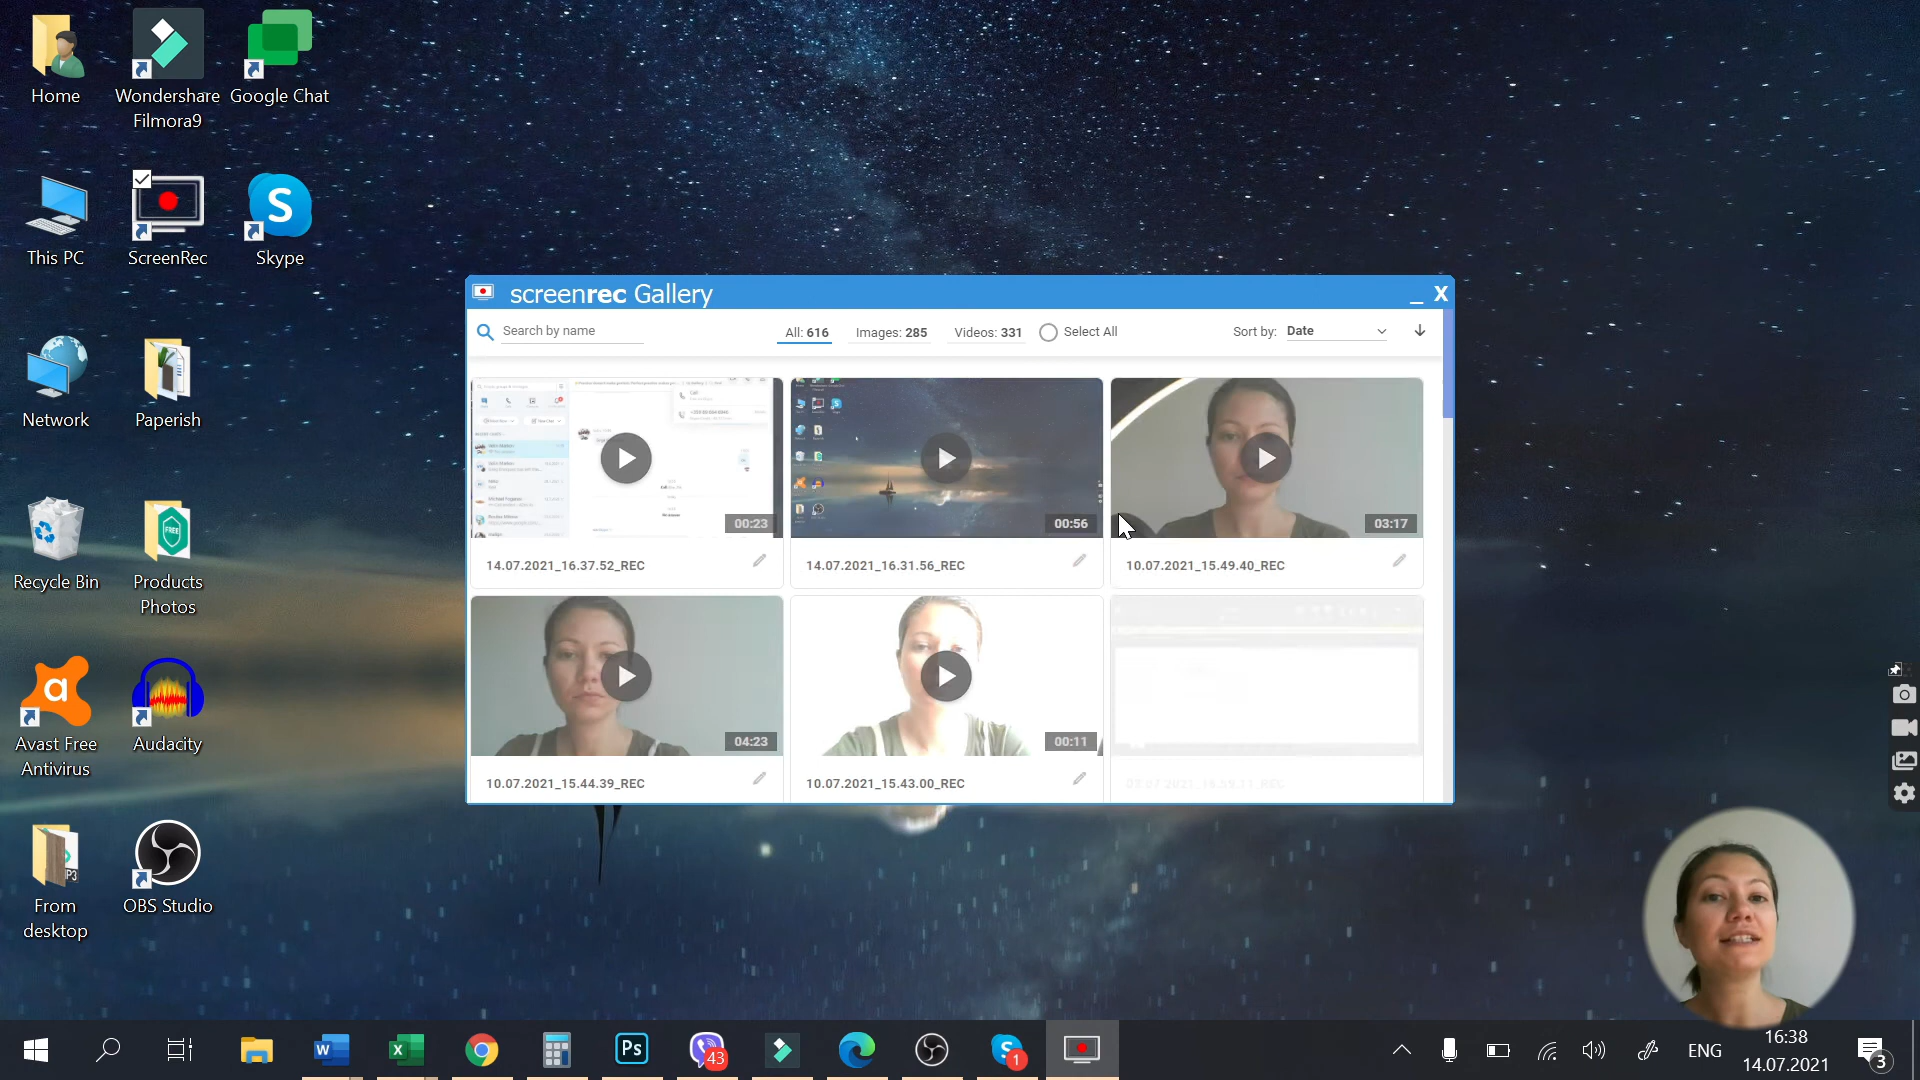 Home
Wondershare
Filmora9
Google Chat
This PC
ScreenRec
S
Skype
Network
Paperish
Recycle Bin
FREE
Products
Photos
a
Avast Free
Antivirus
Audacity
From
desktop
OBS Studio
screenrec Gallery
_ X
Search by name
All: 616
Images: 285
Videos: 331
Select All
Sort by: Date
00:23
00:56
03:17
14.07.2021_16.37.52_REC
14.07.2021_16.31.56_REC
10.07.2021_15.49.40_REC
04:23
00:11
10.07.2021_15.44.39_REC
10.07.2021_15.43.00_REC
W
X
Ps
43
S
1
ENG
16:38
14.07.2021
3